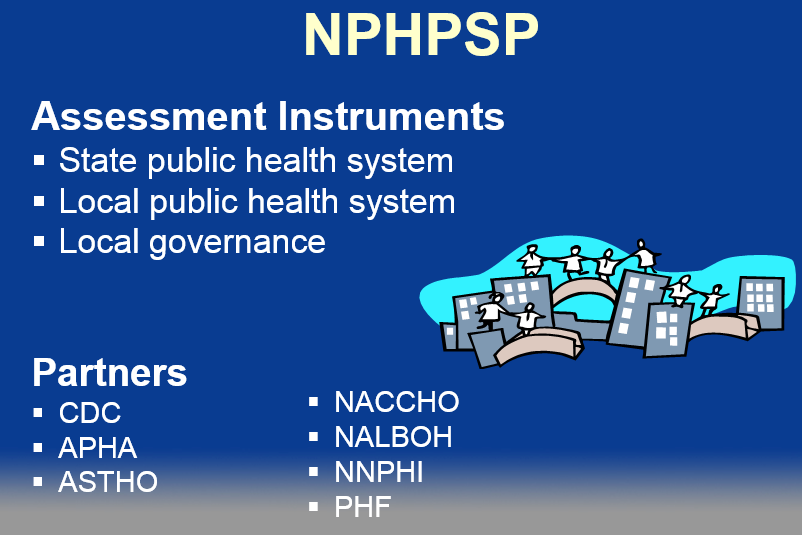 NPHPSP
Assessment Instruments
▪ State public health system
▪ Local public health system
▪ Local governance
Partners
▪ CDC
▪ APHA
▪ ASTHO
▪ NACCHO
▪ NALBOH
▪ NNPHI
▪ PHF